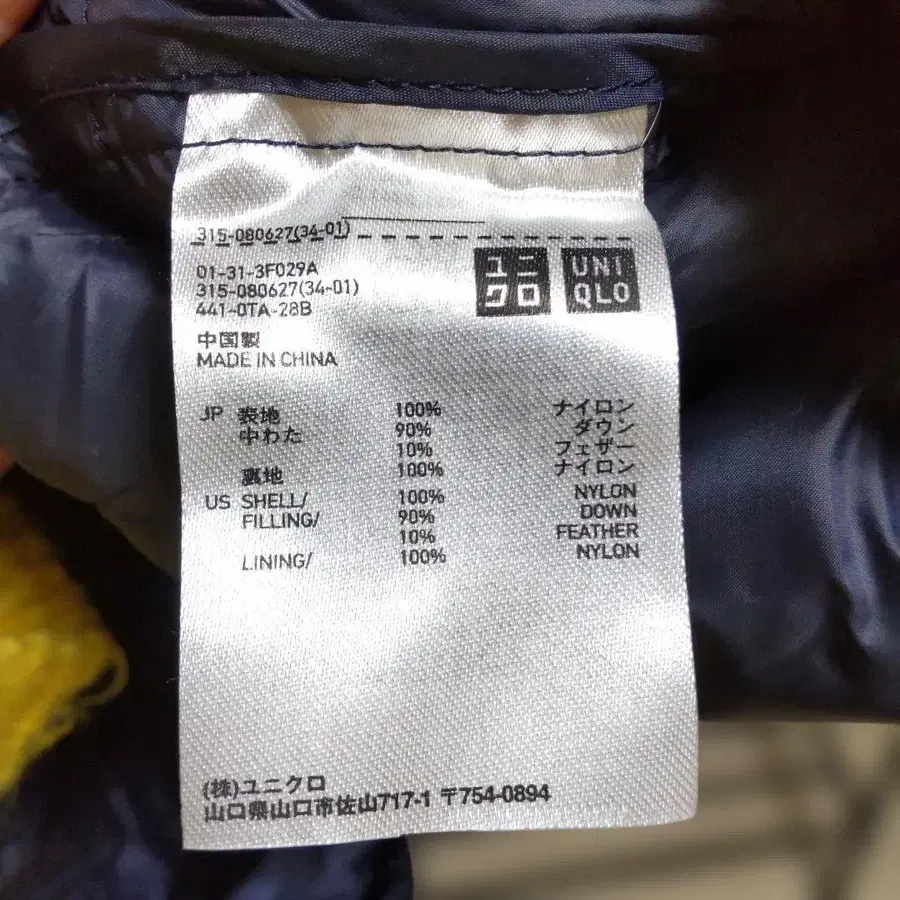 315-080627(34-01)
01-31-3F029A
315-080627(34-01)
441-0TA-28B
ユニ
クロ
UNI
QLO
中国製
MADE IN CHINA
JP 表地 100% ナイロン
中わた 90% ダウン
10% フェザー
裏地 100% ナイロン
US SHELL/ 100% NYLON
FILLING/ 90% DOWN
10% FEATHER
LINING/ 100% NYLON
(株)ユニクロ
山口県山口市佐山717-1 〒754-0894